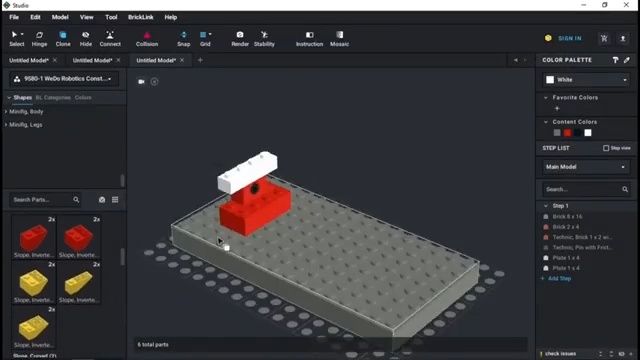 Studio
File Edit Model View Tool BrickLink Help
Select Hinge Clone Hide Connect Collision Snap Grid Render Stability Instruction Mosaic SIGN IN
Untitled Model* Untitled Model* Untitled Model*
COLOR PALETTE
9580-1 WeDo Robotics Const...
White
Shapes BL Categories Colors
Favorite Colors
Minifig, Body
Minifig, Legs
Content Colors
STEP LIST Step view
Main Model
Search...
Search Parts...
Step 1
Brick 8 x 16
Brick 2 x 4
Technic, Brick 1 x 2 wi...
Technic, Pin with Frist...
Plate 1 x 4
Plate 1 x 4
Add Step
2x 2x
Slope, Inverte... Slope, Inverte...
2x 2x
Slope, Inverte... Slope, Inverte...
2x
Slope, Inverte...
Slope, Curved
6 total parts
check issues